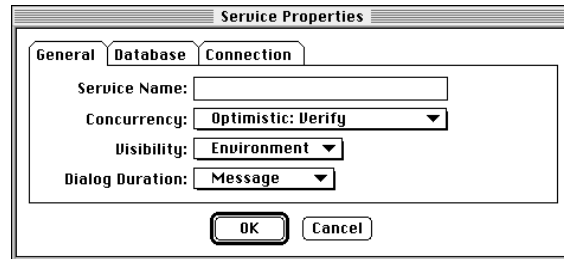 Service Properties
General Database Connection
Service Name:
Concurrency: Optimistic: Verify
Visibility: Environment
Dialog Duration: Message
OK Cancel